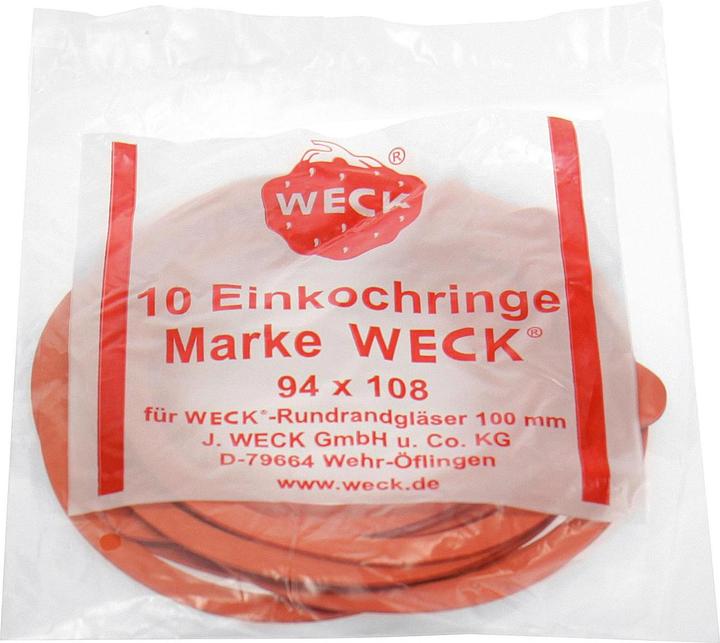 WECK®
10 Einkochringe
Marke WECK®
94 x 108
für WECK®-Rundrandgläser 100 mm
J. WECK GmbH u. Co. KG
D-79664 Wehr-Öflingen
www.weck.de